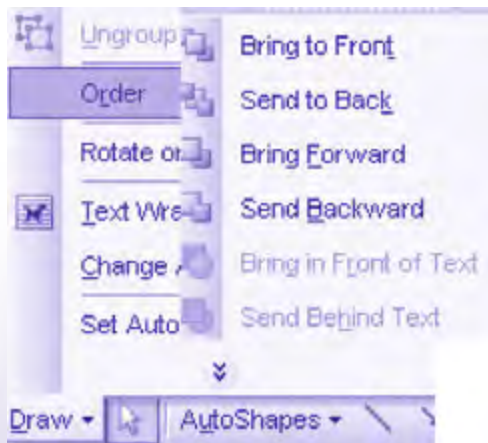 Ungroup
Order
Rotate or
Text Wra
Change
Set Auto
Bring to Front
Send to Back
Bring Forward
Send Backward
Bring in Front of Text
Send Behind Text
Draw
AutoShapes